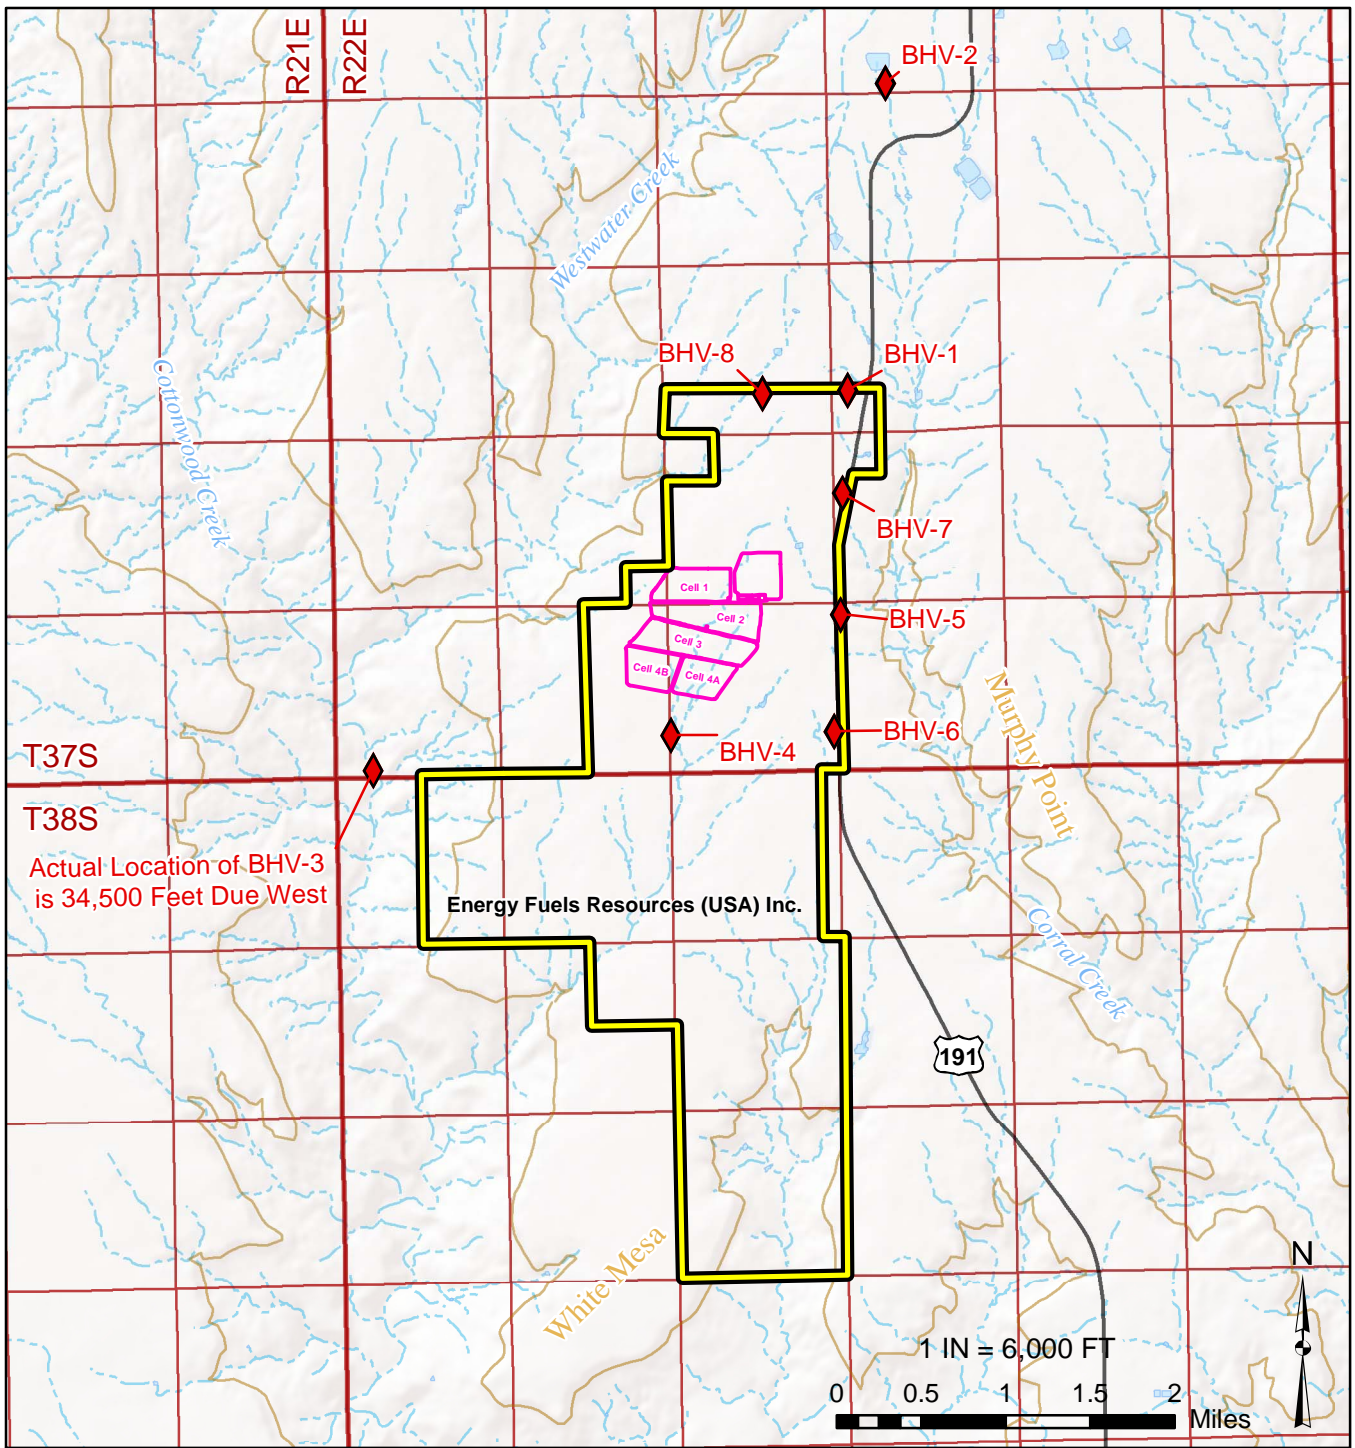 R21E
R22E
BHV-2
Westwater Creek
BHV-8
BHV-1
Cottonwood Creek
BHV-7
Cell 1
Cell 2
BHV-5
Cell 3
Cell 4B
Cell 4A
Murphy Point
BHV-6
BHV-4
T37S
T38S
Actual Location of BHV-3
is 34,500 Feet Due West
Energy Fuels Resources (USA) Inc.
Corral Creek
191
White Mesa
N
1 IN = 6,000 FT
0 0.5 1 1.5 2
Miles